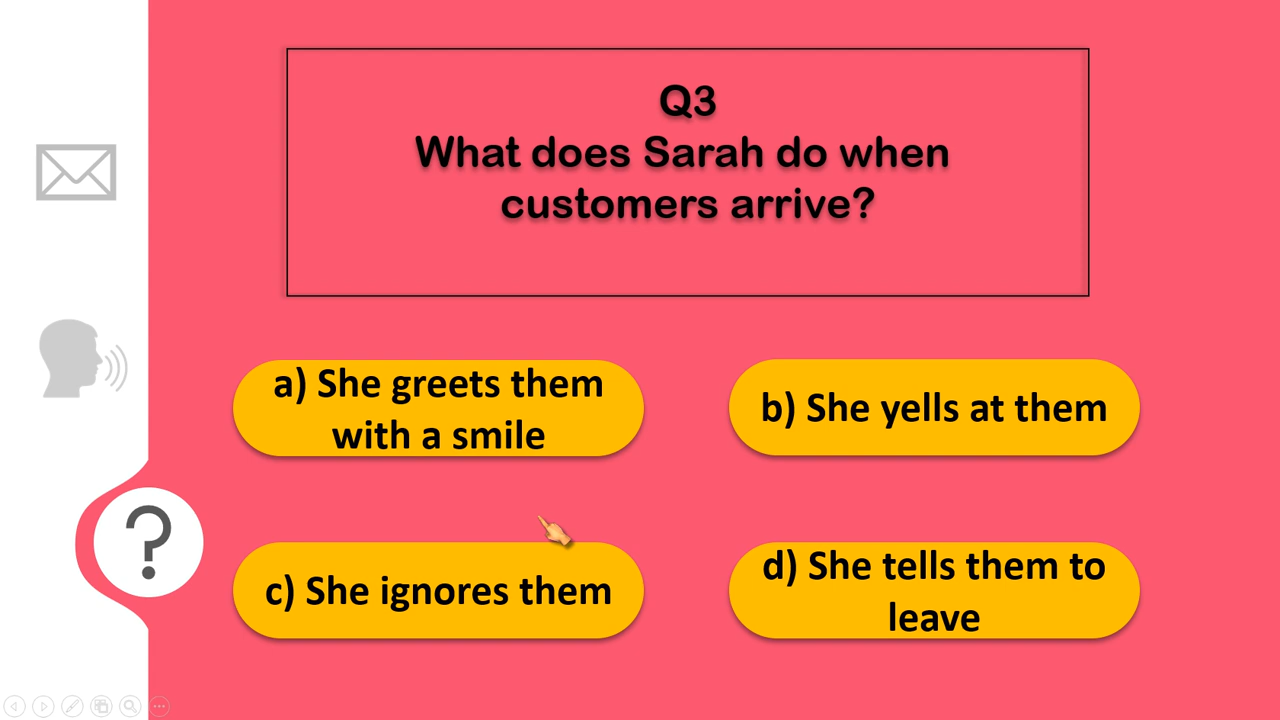 Q3
What does Sarah do when
customers arrive?
a) She greets them
with a smile
b) She yells at them
c) She ignores them
d) She tells them to
leave